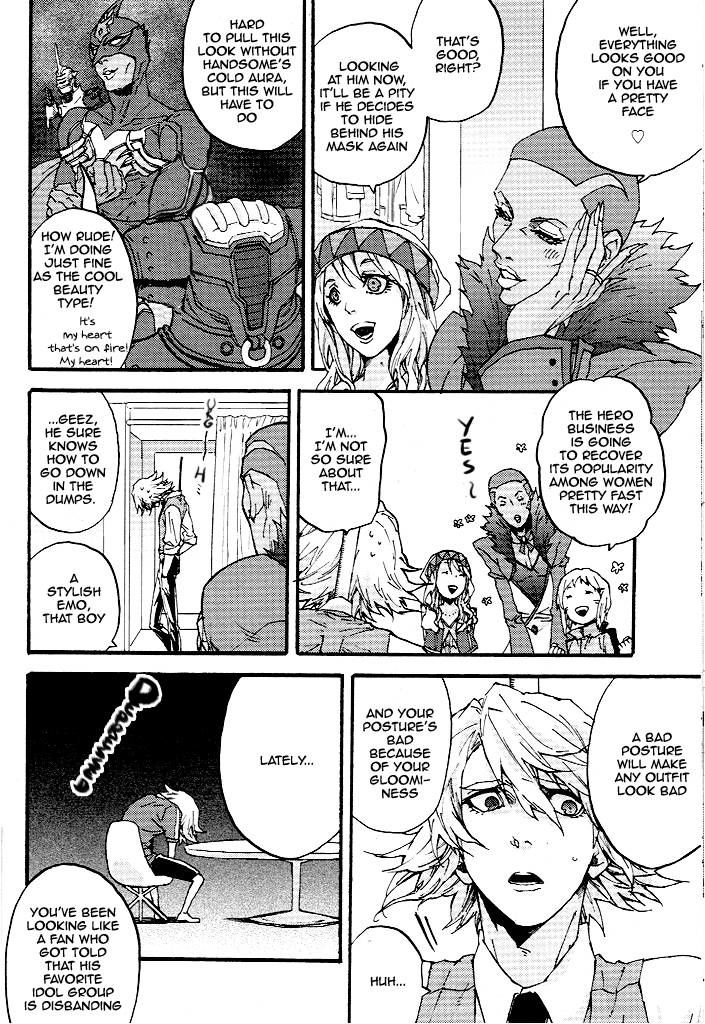 WELL,
EVERYTHING
LOOKS GOOD
ON YOU
IF YOU HAVE
A PRETTY
FACE
♡
THAT'S
GOOD,
RIGHT?
LOOKING
AT HIM NOW,
IT'LL BE A PITY
IF HE DECIDES
TO HIDE
BEHIND HIS
MASK AGAIN
HARD
TO PULL THIS
LOOK WITHOUT
HANDSOME'S
COLD AURA,
BUT THIS WILL
HAVE TO
DO
HOW RUDE!
I'M DOING
JUST FINE
AS THE COOL
BEAUTY
TYPE!
It's
my heart
that's on fire!
My heart!
THE HERO
BUSINESS
IS GOING
TO RECOVER
ITS POPULARITY
AMONG WOMEN
PRETTY FAST
THIS WAY!
YES~
I'M...
I'M NOT
SO SURE
ABOUT
THAT...
...GEEZ,
HE SURE
KNOWS
HOW TO
GO DOWN
IN THE
DUMPS.
A
STYLISH
EMO,
THAT BOY
A BAD
POSTURE
WILL MAKE
ANY OUTFIT
LOOK BAD
AND YOUR
POSTURE'S
BAD
BECAUSE
OF YOUR
GLOOMI-
NESS
HUH...
LATELY...
YOU'VE BEEN
LOOKING LIKE
A FAN WHO
GOT TOLD
THAT HIS
FAVORITE
IDOL GROUP
IS DISBANDING